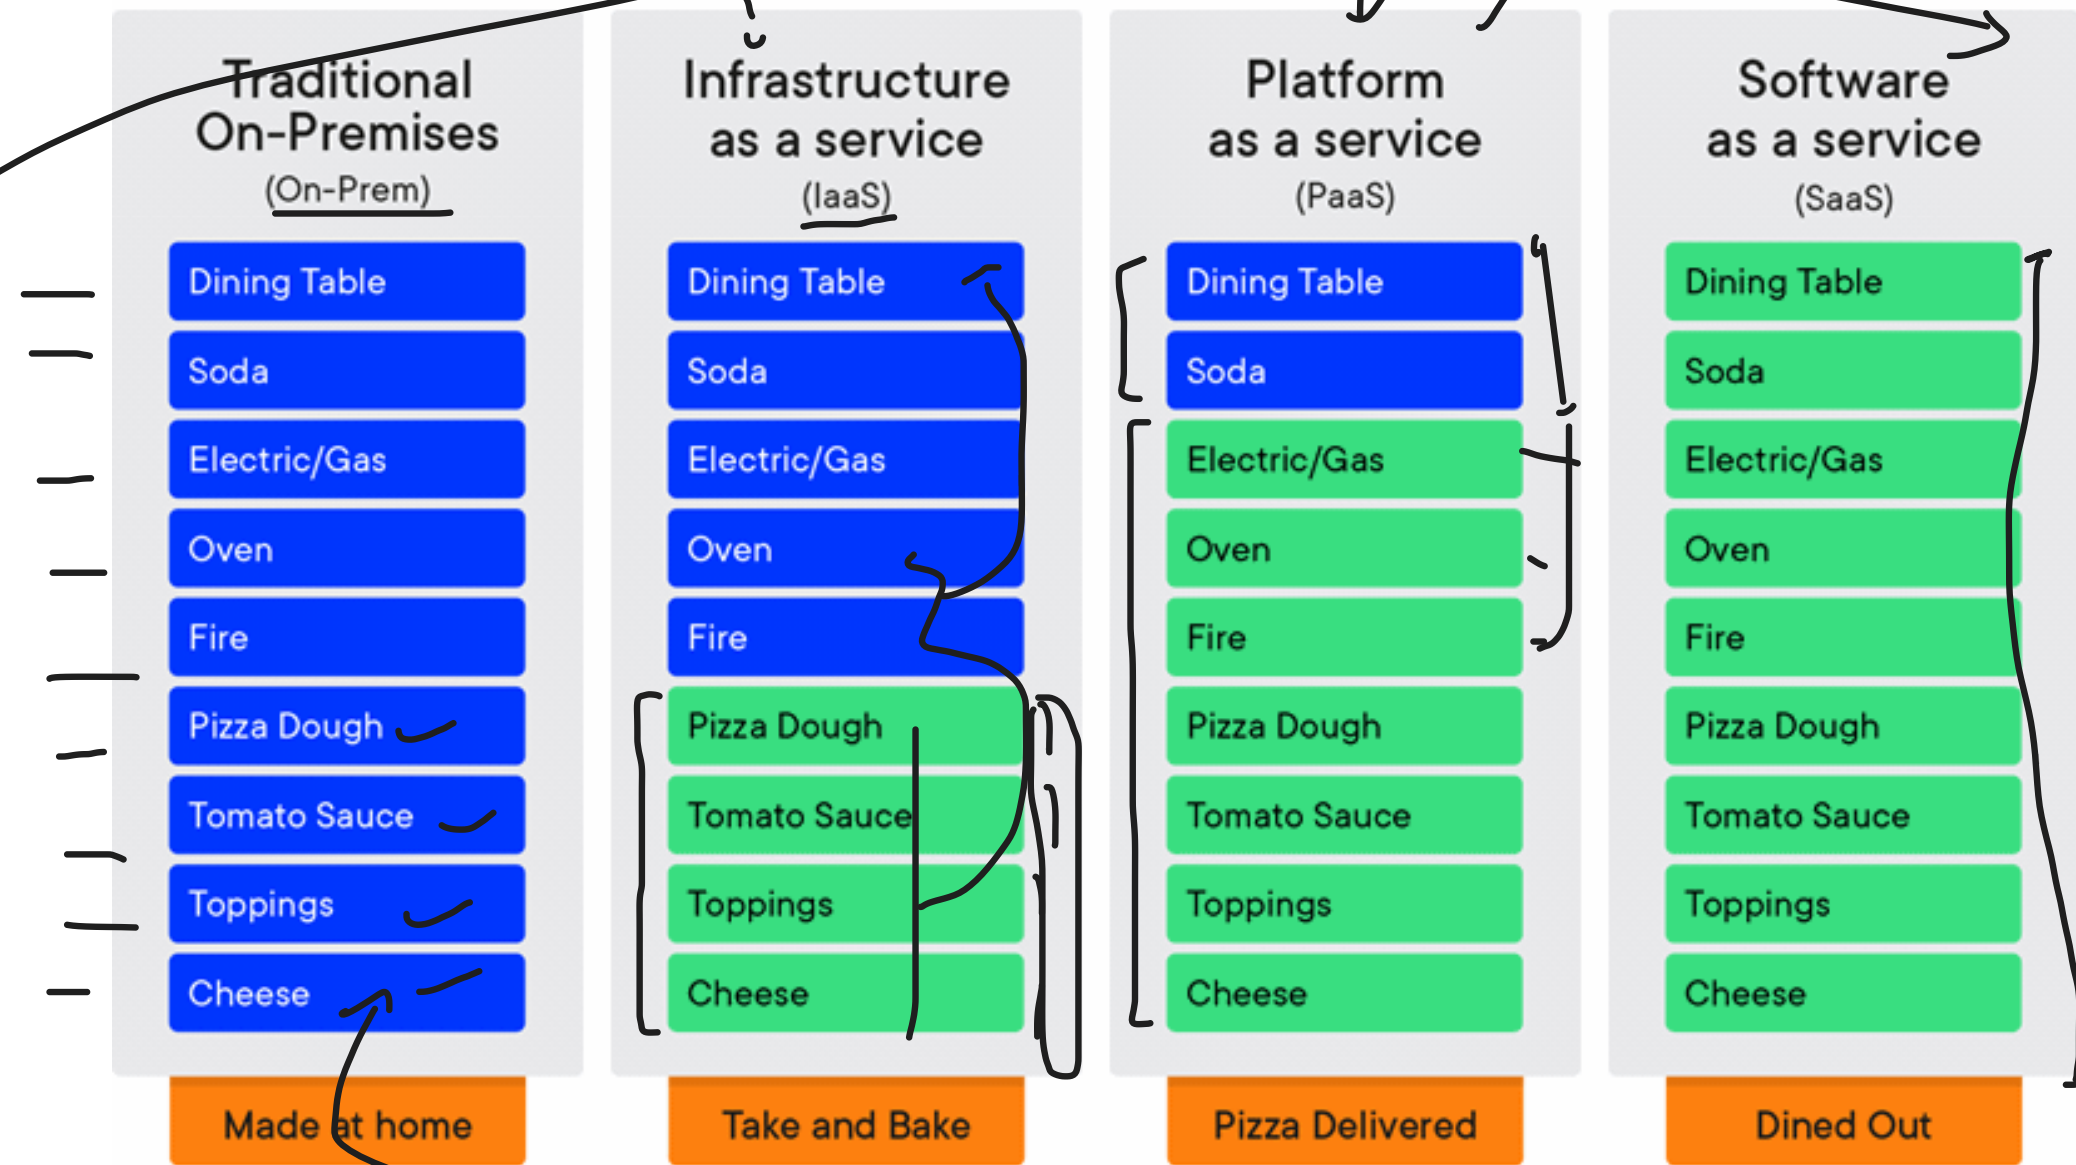 Traditional
On-Premises
(On-Prem)
Dining Table
Soda
Electric/Gas
Oven
Fire
Pizza Dough
Tomato Sauce
Toppings
Cheese
Made at home
Infrastructure
as a service
(IaaS)
Dining Table
Soda
Electric/Gas
Oven
Fire
Pizza Dough
Tomato Sauce
Toppings
Cheese
Take and Bake
Platform
as a service
(PaaS)
Dining Table
Soda
Electric/Gas
Oven
Fire
Pizza Dough
Tomato Sauce
Toppings
Cheese
Pizza Delivered
Software
as a service
(SaaS)
Dining Table
Soda
Electric/Gas
Oven
Fire
Pizza Dough
Tomato Sauce
Toppings
Cheese
Dined Out